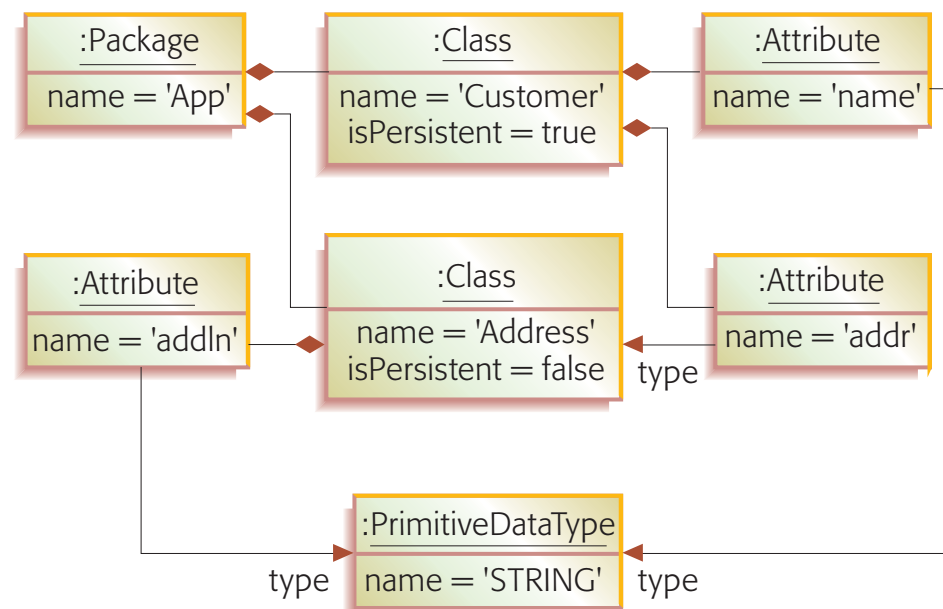 :Package
name = 'App'
:Class
name = 'Customer'
isPersistent = true
:Attribute
name = 'name'
:Attribute
name = 'addln'
:Class
name = 'Address'
isPersistent = false
type
:Attribute
name = 'addr'
type
:PrimitiveDataType
name = 'STRING'
type